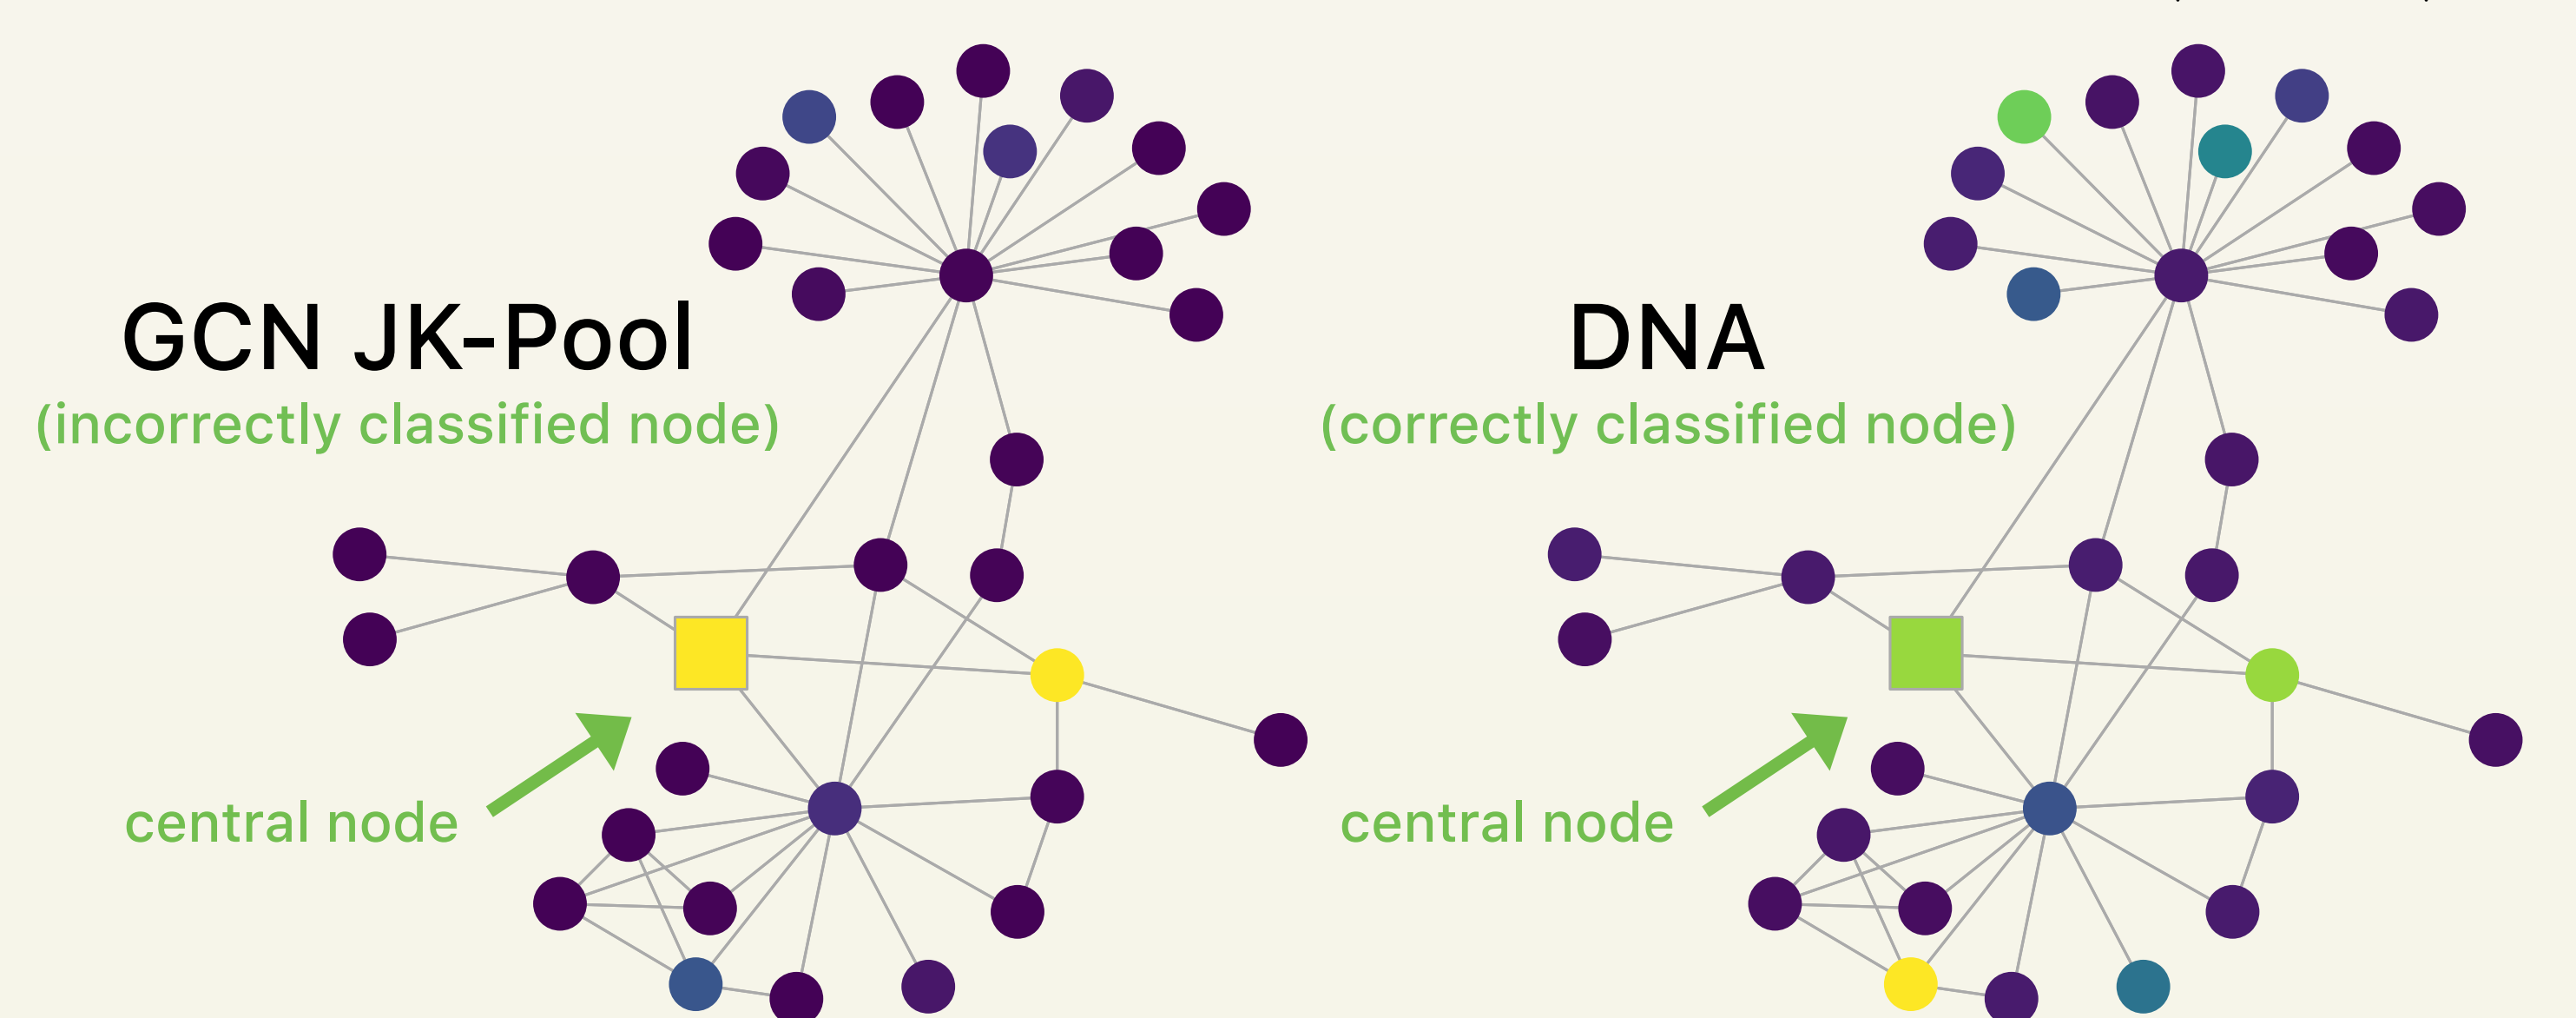 GCN JK-Pool
(incorrectly classified node)
central node
DNA
(correctly classified node)
central node